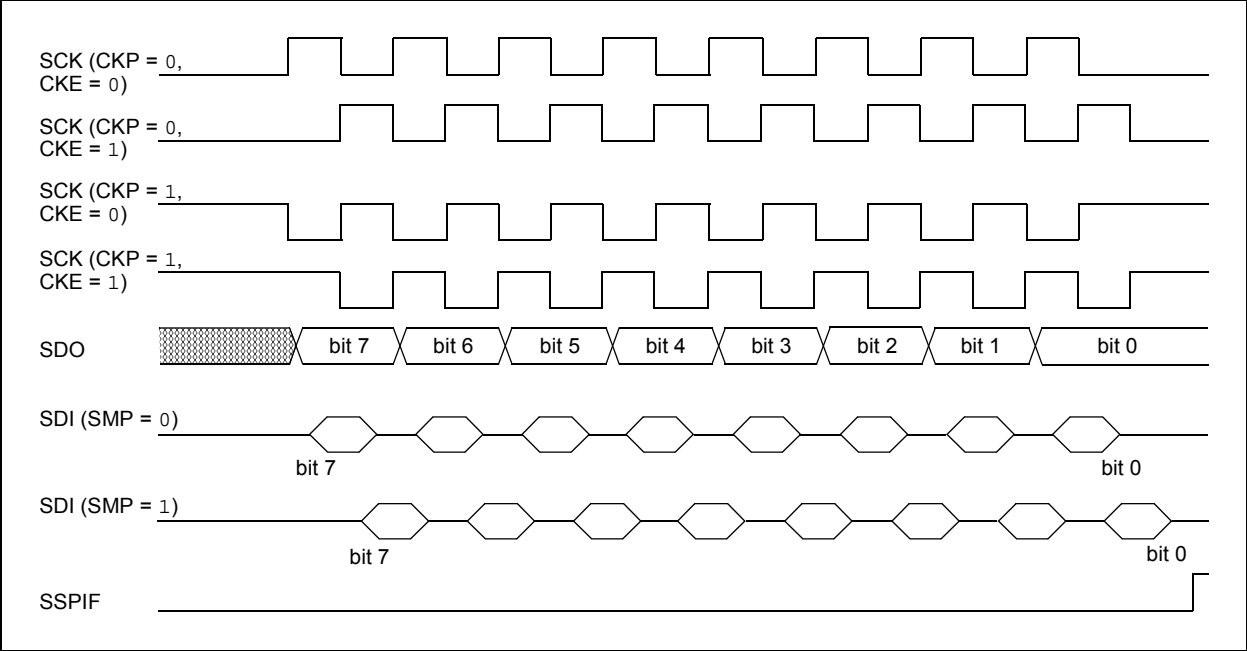 SCK (CKP = 0,
CKE = 0)
SCK (CKP = 0,
CKE = 1)
SCK (CKP = 1,
CKE = 0)
SCK (CKP = 1,
CKE = 1)
SDO
bit 7 bit 6 bit 5 bit 4 bit 3 bit 2 bit 1 bit 0
SDI (SMP = 0)
bit 7 bit 0
SDI (SMP = 1)
bit 7 bit 0
SSPIF